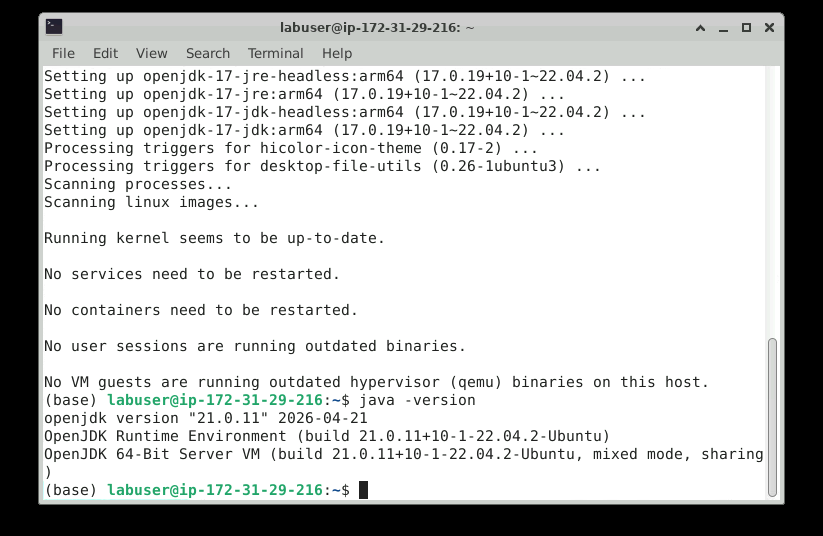 labuser@ip-172-31-29-216: ~
File Edit View Search Terminal Help
Setting up openjdk-17-jre-headless:arm64 (17.0.19+10-1~22.04.2) ...
Setting up openjdk-17-jre:arm64 (17.0.19+10-1~22.04.2) ...
Setting up openjdk-17-jdk-headless:arm64 (17.0.19+10-1~22.04.2) ...
Setting up openjdk-17-jdk:arm64 (17.0.19+10-1~22.04.2) ...
Processing triggers for hicolor-icon-theme (0.17-2) ...
Processing triggers for desktop-file-utils (0.26-1ubuntu3) ...
Scanning processes...
Scanning linux images...
Running kernel seems to be up-to-date.
No services need to be restarted.
No containers need to be restarted.
No user sessions are running outdated binaries.
No VM guests are running outdated hypervisor (qemu) binaries on this host.
(base) labuser@ip-172-31-29-216:~$ java -version
openjdk version "21.0.11" 2026-04-21
OpenJDK Runtime Environment (build 21.0.11+10-1-22.04.2-Ubuntu)
OpenJDK 64-Bit Server VM (build 21.0.11+10-1-22.04.2-Ubuntu, mixed mode, sharing
)
(base) labuser@ip-172-31-29-216:~$